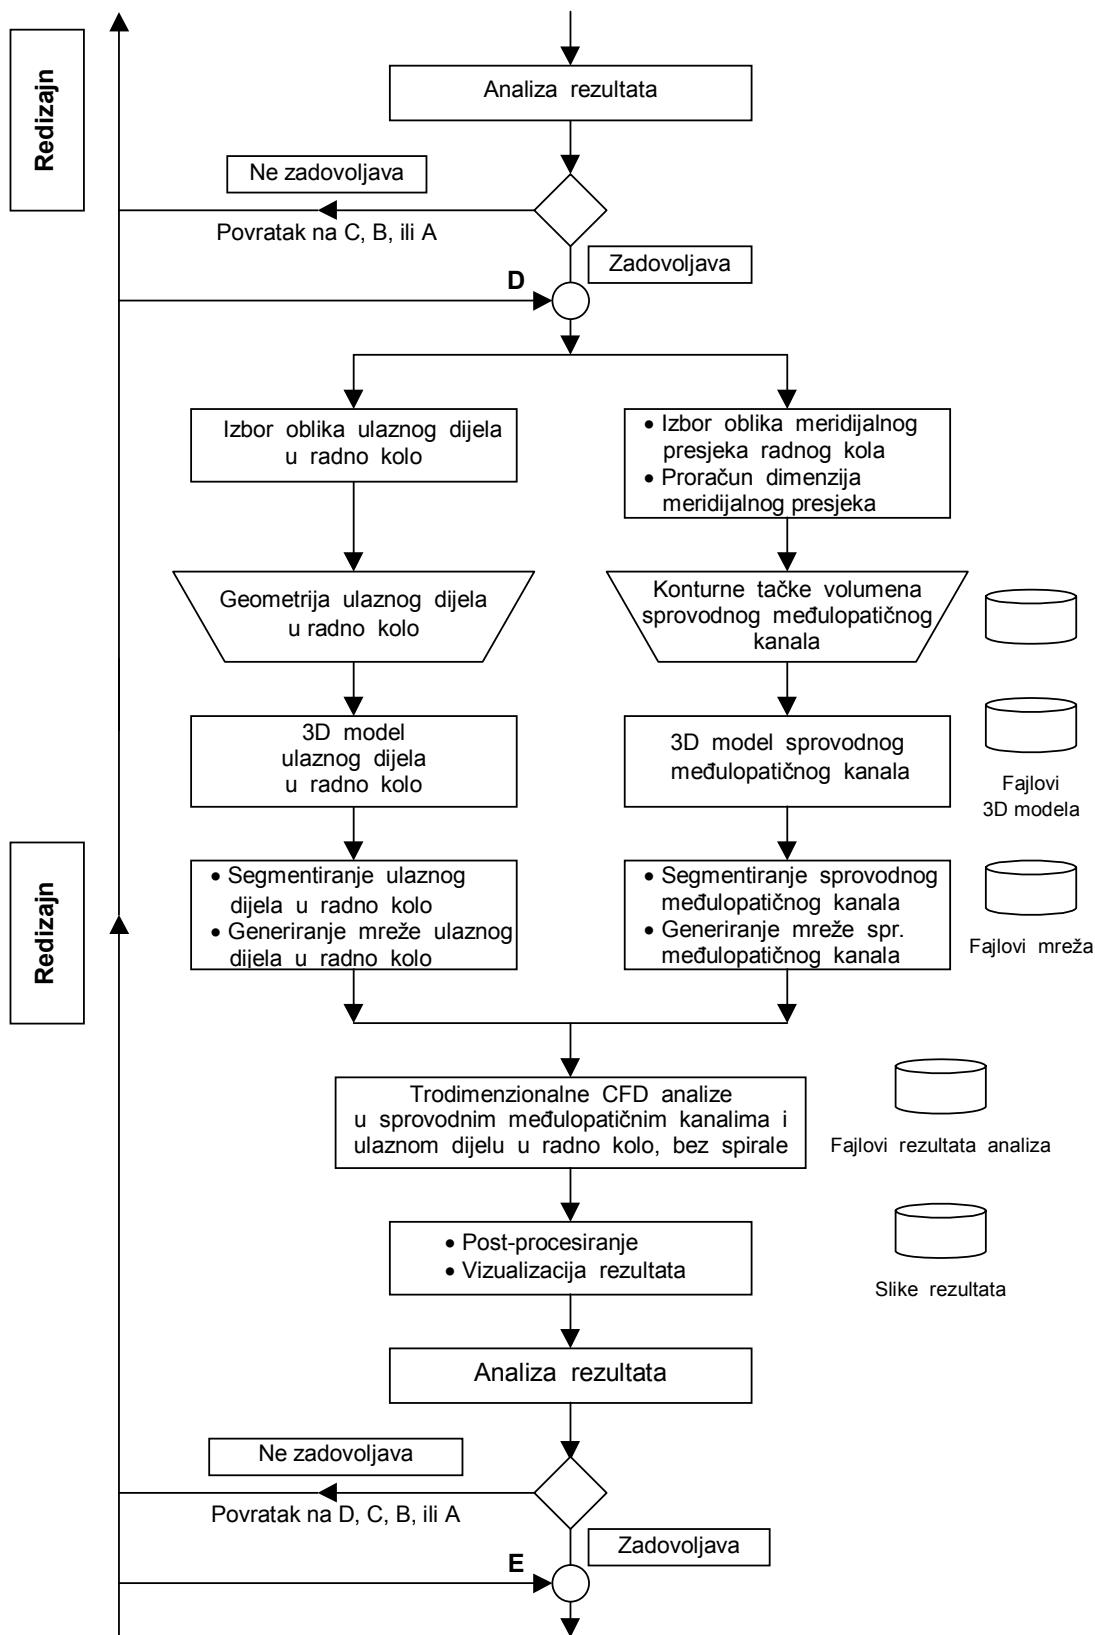 Redizajn
Analiza rezultata
Ne zadovoljava
Povratak na C, B, ili A
Zadovoljava
D
Izbor oblika ulaznog dijela
u radno kolo
• Izbor oblika meridijalnog
presjeka radnog kola
• Proračun dimenzija
meridijalnog presjeka
Geometrija ulaznog dijela
u radno kolo
Konturne tačke volumena
sprovodnog međulopatičnog
kanala
3D model
ulaznog dijela
u radno kolo
3D model sprovodnog
međulopatičnog kanala
Fajlovi
3D modela
Redizajn
• Segmentiranje ulaznog
dijela u radno kolo
• Generiranje mreže ulaznog
dijela u radno kolo
• Segmentiranje sprovodnog
međulopatičnog kanala
• Generiranje mreže spr.
međulopatičnog kanala
Fajlovi mreža
Trodimenzionalne CFD analize
u sprovodnim međulopatičnim kanalima i
ulaznom dijelu u radno kolo, bez spirale
Fajlovi rezultata analiza
• Post-procesiranje
• Vizualizacija rezultata
Slike rezultata
Analiza rezultata
Ne zadovoljava
Povratak na D, C, B, ili A
Zadovoljava
E